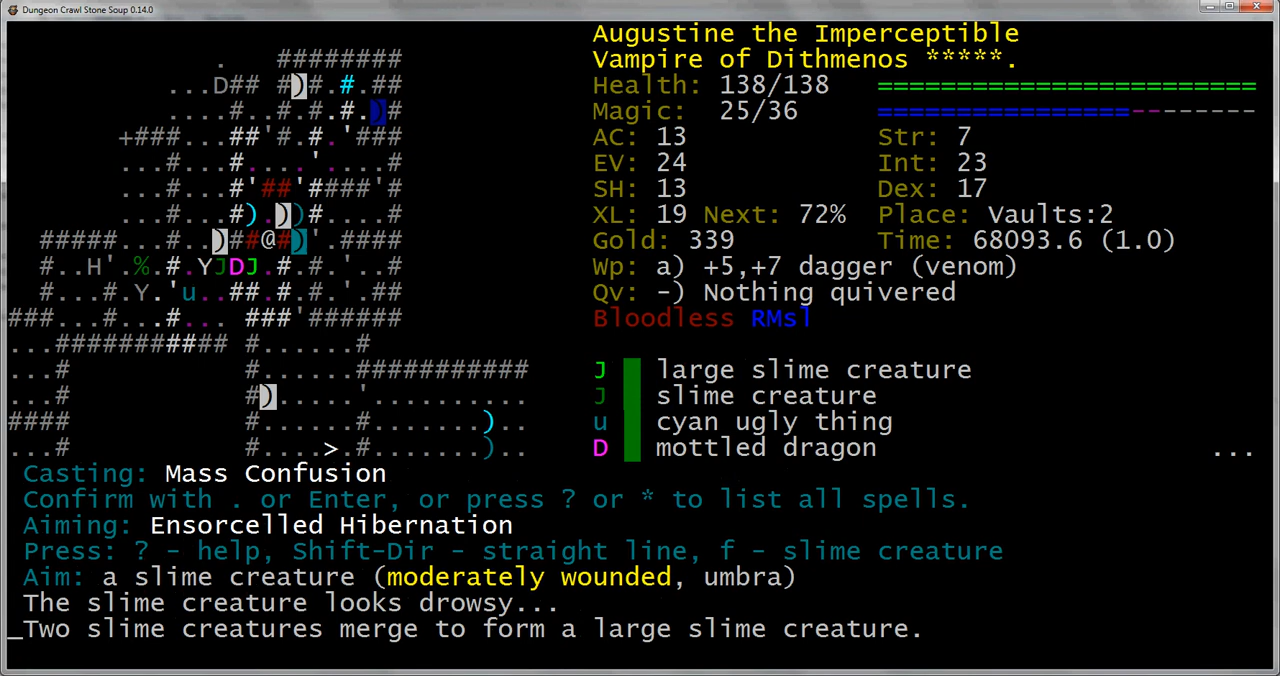 Dungeon Crawl Stone Soup 0.14.0
Augustine the Imperceptible
Vampire of Dithmenos *****.
Health: 138/138
Magic: 25/36
AC: 13 Str: 7
EV: 24 Int: 23
SH: 13 Dex: 17
XL: 19 Next: 72% Place: Vaults:2
Gold: 339 Time: 68093.6 (1.0)
Wp: a) +5,+7 dagger (venom)
Qv: -) Nothing quivered
Bloodless RMsl
J large slime creature
J slime creature
u cyan ugly thing
D mottled dragon ...
Casting: Mass Confusion
Confirm with . or Enter, or press ? or * to list all spells.
Aiming: Ensorcelled Hibernation
Press: ? - help, Shift-Dir - straight line, f - slime creature
Aim: a slime creature (moderately wounded, umbra)
The slime creature looks drowsy...
_Two slime creatures merge to form a large slime creature.